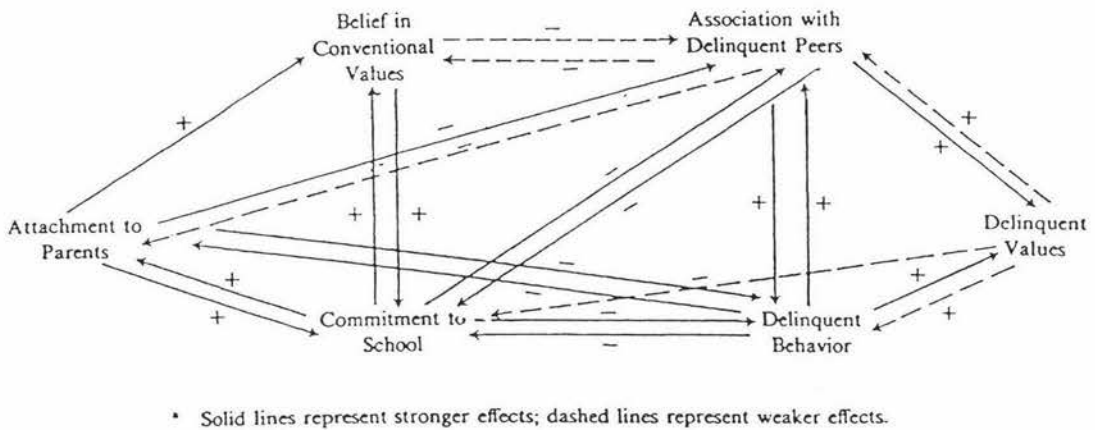 Belief in
Conventional
Values
Association with
Delinquent Peers
−
−
+
−
−
+
+
−
−
+
+
+
+
Attachment to
Parents
Delinquent
Values
+
+
−
−
−
+
+
Commitment to
School
−
−
Delinquent
Behavior
* Solid lines represent stronger effects; dashed lines represent weaker effects.